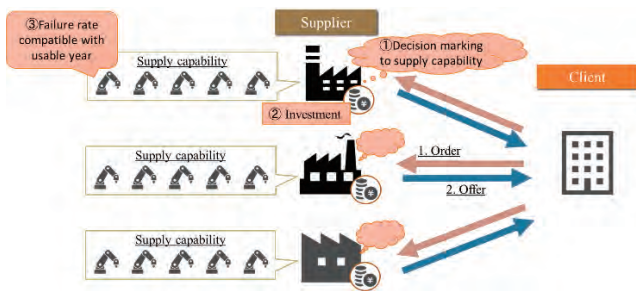 ③Failure rate
compatible with
usable year
Supplier
Supply capability
①Decision marking
to supply capability
Client
② Investment
¥
Supply capability
1. Order
2. Offer
¥
Supply capability
¥